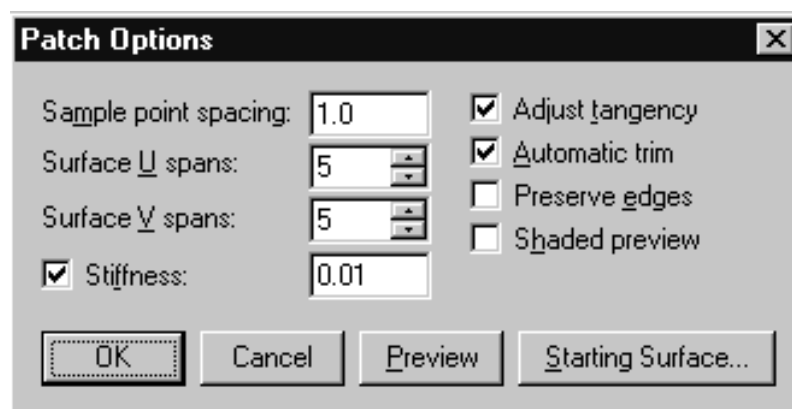 Patch Options
Sample point spacing: 1.0
Surface U spans: 5
Surface V spans: 5
Stiffness: 0.01
Adjust tangency
Automatic trim
Preserve edges
Shaded preview
OK Cancel Preview Starting Surface...